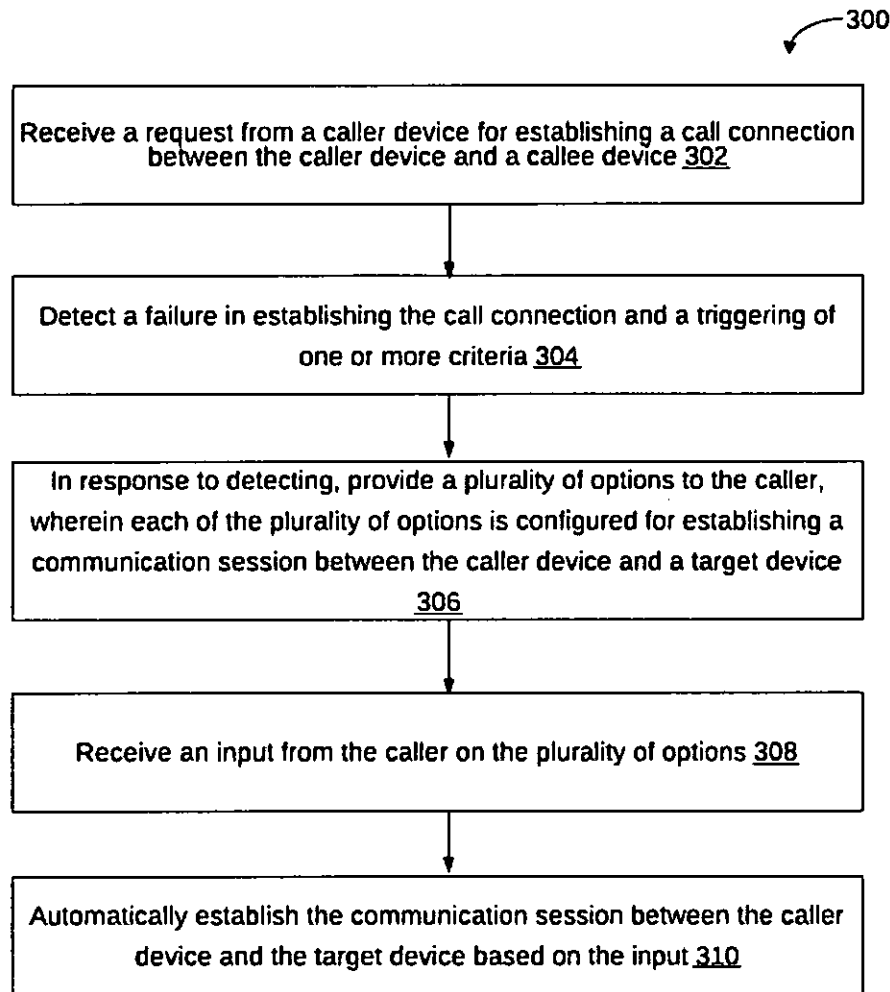 300
Receive a request from a caller device for establishing a call connection
between the caller device and a callee device 302
Detect a failure in establishing the call connection and a triggering of
one or more criteria 304
In response to detecting, provide a plurality of options to the caller,
wherein each of the plurality of options is configured for establishing a
communication session between the caller device and a target device
306
Receive an input from the caller on the plurality of options 308
Automatically establish the communication session between the caller
device and the target device based on the input 310